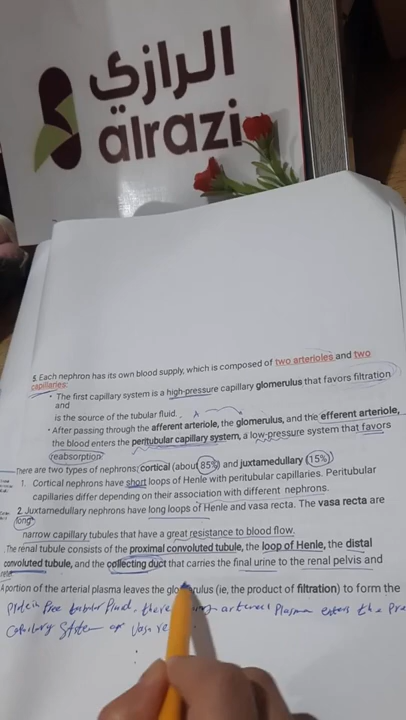 الرازي
alrazi
5. Each nephron has its own blood supply, which is composed of two arterioles and two
capillaries:
• The first capillary system is a high-pressure capillary glomerulus that favors filtration
and
is the source of the tubular fluid.
• After passing through the afferent arteriole, the glomerulus, and the efferent arteriole,
the blood enters the peritubular capillary system, a low-pressure system that favors
reabsorption
There are two types of nephrons; cortical (about 85%) and juxtamedullary (15%)
1. Cortical nephrons have short loops of Henle with peritubular capillaries. Peritubular
capillaries differ depending on their association with different nephrons.
2. Juxtamedullary nephrons have long loops of Henle and vasa recta. The vasa recta are
long
narrow capillary tubules that have a great resistance to blood flow.
The renal tubule consists of the proximal convoluted tubule, the loop of Henle, the distal
convoluted tubule, and the collecting duct that carries the final urine to the renal pelvis and
A portion of the arterial plasma leaves the (ie, the product of filtration) to form the
Protein free tubular fluid, arterial Plasma enters the
Capillary System or Vasa